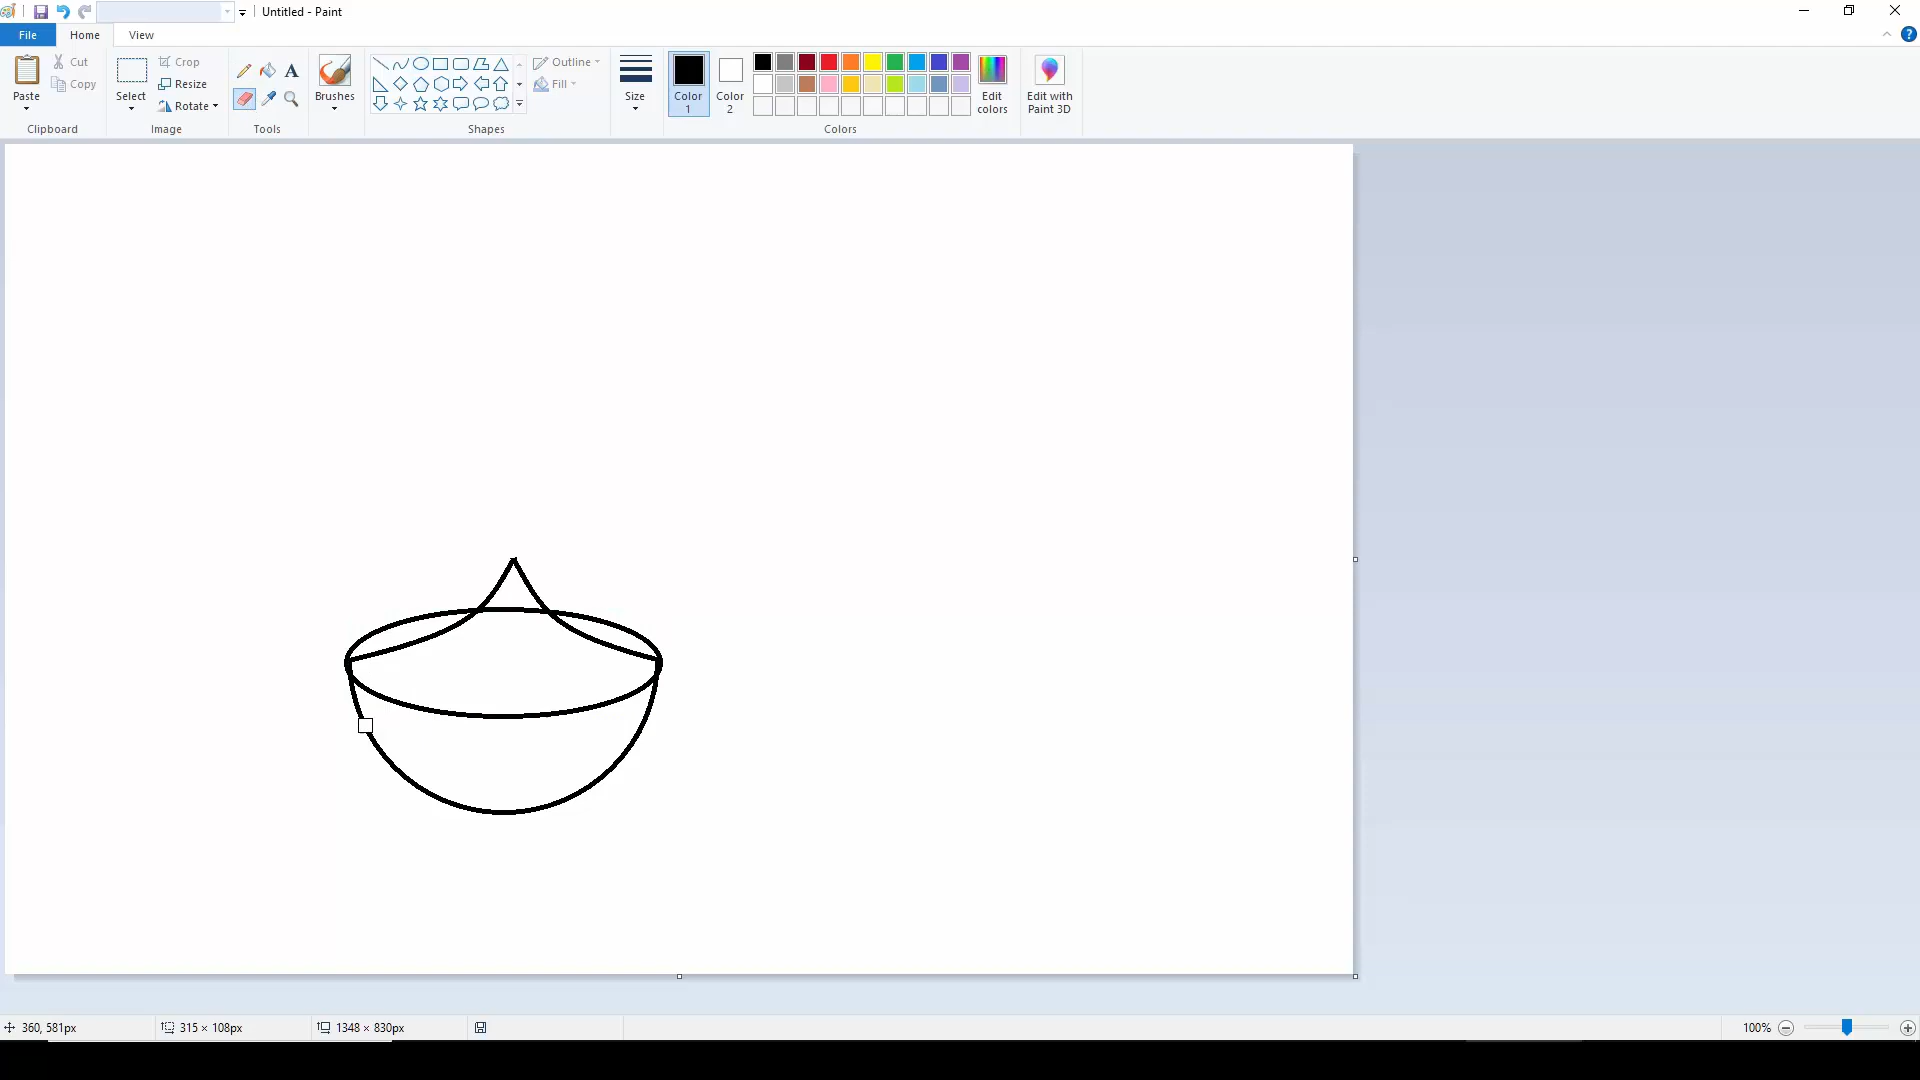 Untitled - Paint
File Home View
Paste
Cut
Copy
Clipboard
Select
Crop
Resize
Rotate
Image
A
Tools
Brushes
Outline
Fill
Shapes
Size
Color 1
Color 2
Edit colors
Colors
Edit with Paint 3D
?
360, 581px 315 × 108px 1348 × 830px 100%